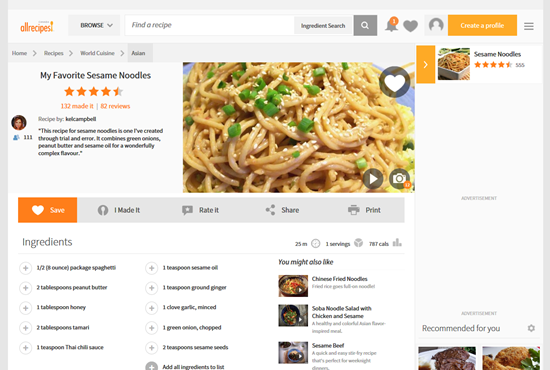 allrecipes
BROWSE
Find a recipe
Ingredient Search
1
Create a profile
Home
Recipes
World Cuisine
Asian
My Favorite Sesame Noodles
132 made it | 82 reviews
Recipe by: kelcampbell
111
"This recipe for sesame noodles is one I've created
through trial and error. It combines green onions,
peanut butter and sesame oil for a wonderfully
complex flavour."
Sesame Noodles
555
Save
I Made It
Rate it
Share
Print
ADVERTISEMENT
Ingredients
25 m
1 servings
787 cals
1/2 (8 ounce) package spaghetti
2 tablespoons peanut butter
1 tablespoon honey
2 tablespoons tamari
1 teaspoon Thai chili sauce
1 teaspoon sesame oil
1 teaspoon ground ginger
1 clove garlic, minced
1 green onion, chopped
2 teaspoons sesame seeds
Add all ingredients to list
You might also like
Chinese Fried Noodles
Fried rice goes full-on noodle!
Soba Noodle Salad with
Chicken and Sesame
A healthy and colorful Asian flavor-
inspired meal.
Sesame Beef
A quick and easy stir-fry recipe
that's perfect for weeknight
dinners.
ADVERTISEMENT
Recommended for you